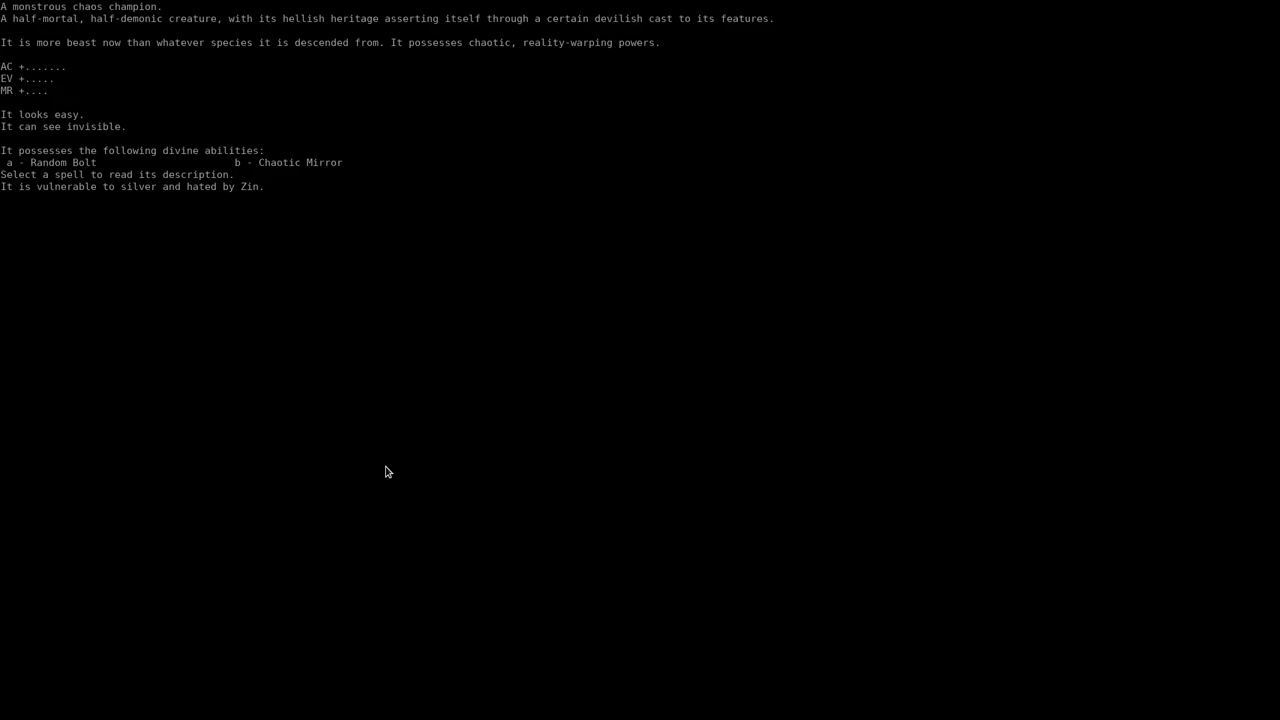 A monstrous chaos champion.
A half-mortal, half-demonic creature, with its hellish heritage asserting itself through a certain devilish cast to its features.
It is more beast now than whatever species it is descended from. It possesses chaotic, reality-warping powers.
AC +.......
EV +.....
MR +....
It looks easy.
It can see invisible.
It possesses the following divine abilities:
a - Random Bolt b - Chaotic Mirror
Select a spell to read its description.
It is vulnerable to silver and hated by Zin.